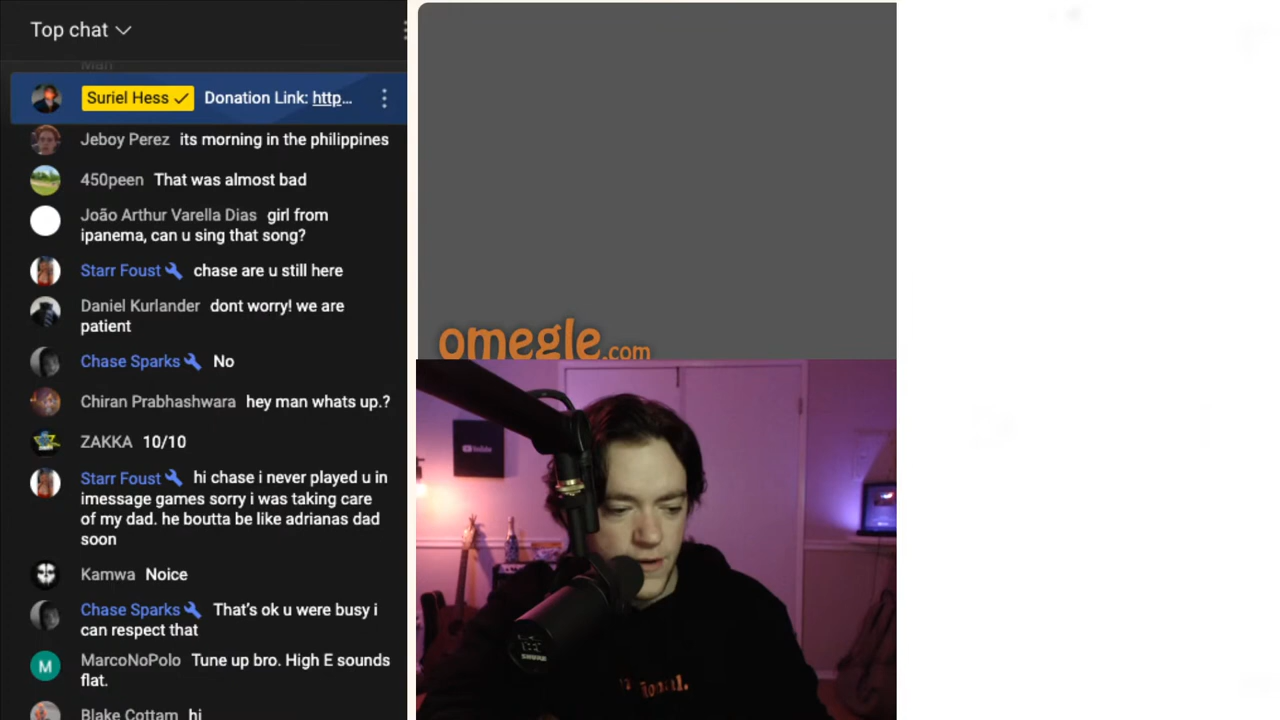 Top chat
Suriel Hess Donation Link: http...
Jeboy Perez its morning in the philippines
450peen That was almost bad
João Arthur Varella Dias girl from
ipanema, can u sing that song?
Starr Foust chase are u still here
Daniel Kurlander dont worry! we are
patient
Chase Sparks No
Chiran Prabhashwara hey man whats up.?
ZAKKA 10/10
Starr Foust hi chase i never played u in
imessage games sorry i was taking care
of my dad. he boutta be like adrianas dad
soon
Kamwa Noice
Chase Sparks That's ok u were busy i
can respect that
M
MarcoNoPolo Tune up bro. High E sounds
flat.
Blake Cottam hi
omegle.com
YouTube
SHURE